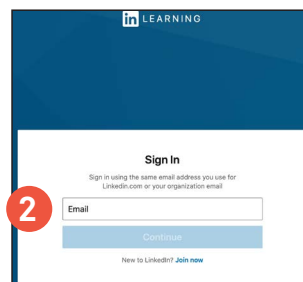 in LEARNING
Sign In
Sign in using the same email address you use for
Linkedin.com or your organization email
2
Email
Continue
New to LinkedIn? Join now